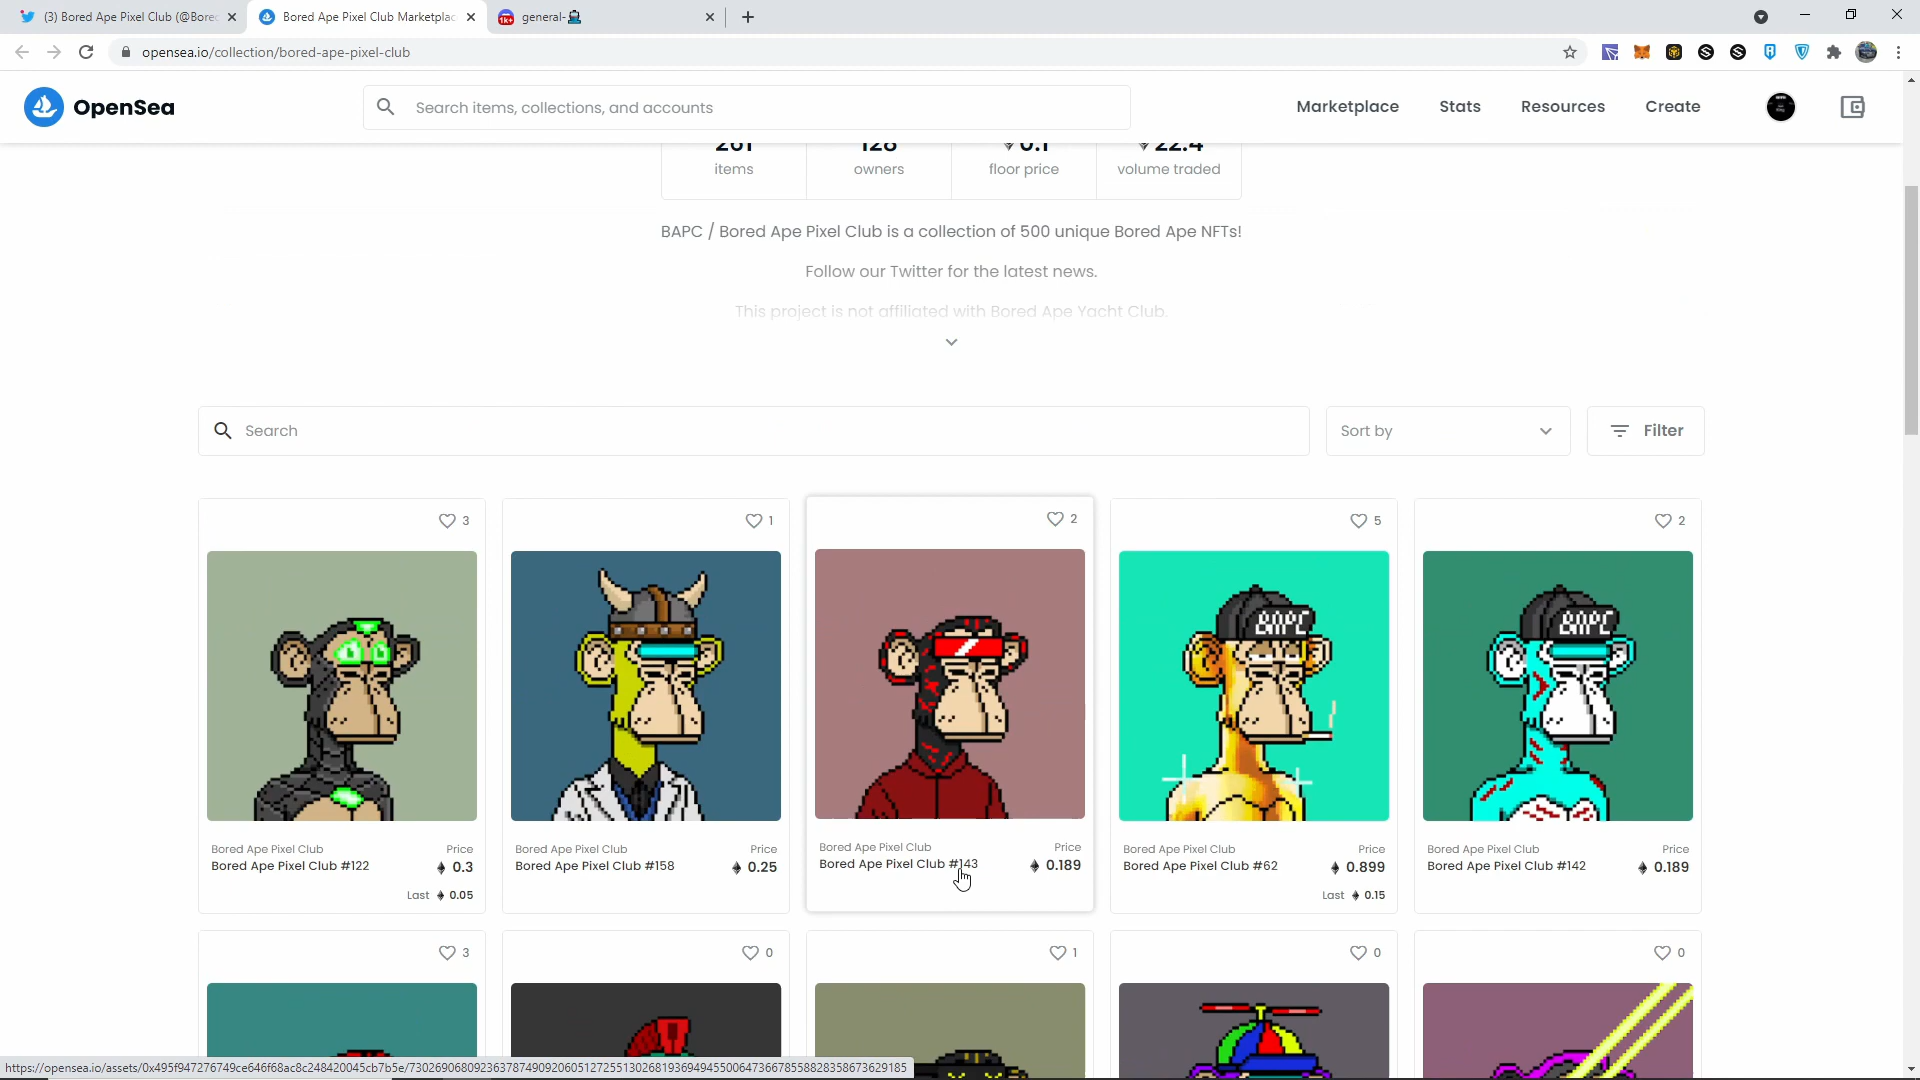 (3) Bored Ape Pixel Club (@Bore
Bored Ape Pixel Club Marketplac
general-
opensea.io/collection/bored-ape-pixel-club
OpenSea
Search items, collections, and accounts
Marketplace
Stats
Resources
Create
261
128
0.1
22.4
items
owners
floor price
volume traded
BAPC / Bored Ape Pixel Club is a collection of 500 unique Bored Ape NFTs!
Follow our Twitter for the latest news.
This project is not affiliated with Bored Ape Yacht Club.
Search
Sort by
Filter
3
1
2
5
2
BAPC
BAPC
Bored Ape Pixel Club Price
Bored Ape Pixel Club #122 0.3
Last 0.05
Bored Ape Pixel Club Price
Bored Ape Pixel Club #158 0.25
Bored Ape Pixel Club Price
Bored Ape Pixel Club #143 0.189
Bored Ape Pixel Club Price
Bored Ape Pixel Club #62 0.899
Last 0.15
Bored Ape Pixel Club Price
Bored Ape Pixel Club #142 0.189
3
0
1
0
0